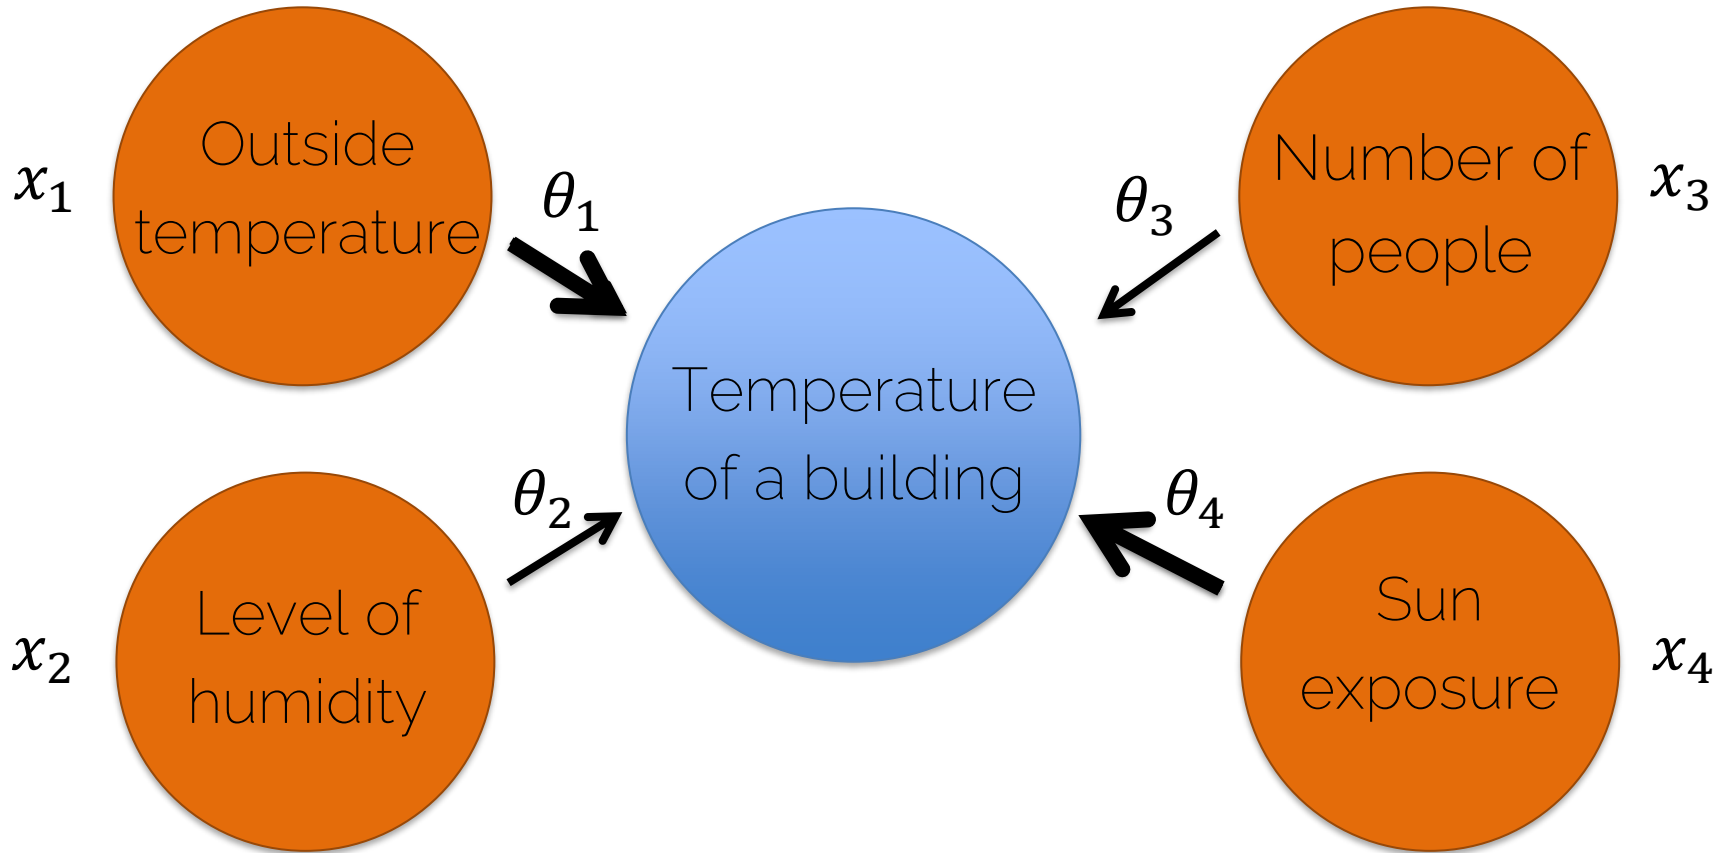 x₁
Outside
temperature
θ₁
θ₃
Number of
people
x₃
Temperature
of a building
x₂
Level of
humidity
θ₂
θ₄
Sun
exposure
x₄